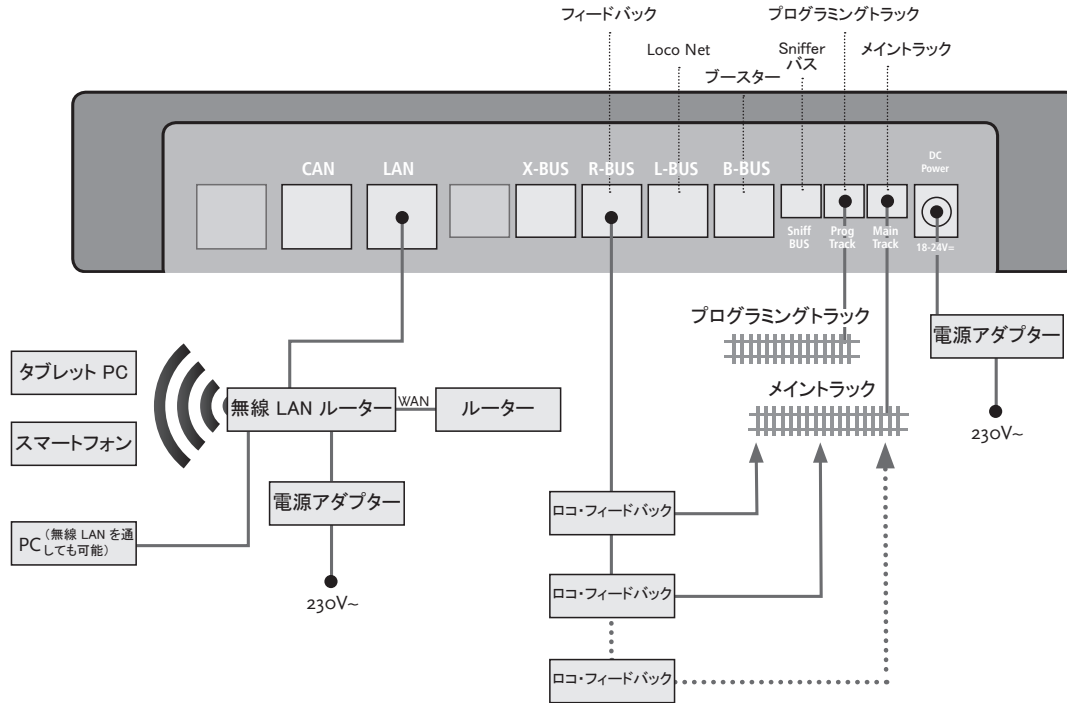 フィードバック
プログラミングトラック
Loco Net
Sniffer
バス
メイントラック
ブースター
CAN
LAN
X-BUS
R-BUS
L-BUS
B-BUS
DC
Power
Sniff
BUS
Prog
Track
Main
Track
18-24V=
プログラミングトラック
電源アダプター
タブレット PC
メイントラック
無線 LAN ルーター
WAN
ルーター
スマートフォン
230V~
電源アダプター
ロコ・フィードバック
PC (無線 LAN を通
しても可能)
ロコ・フィードバック
230V~
ロコ・フィードバック